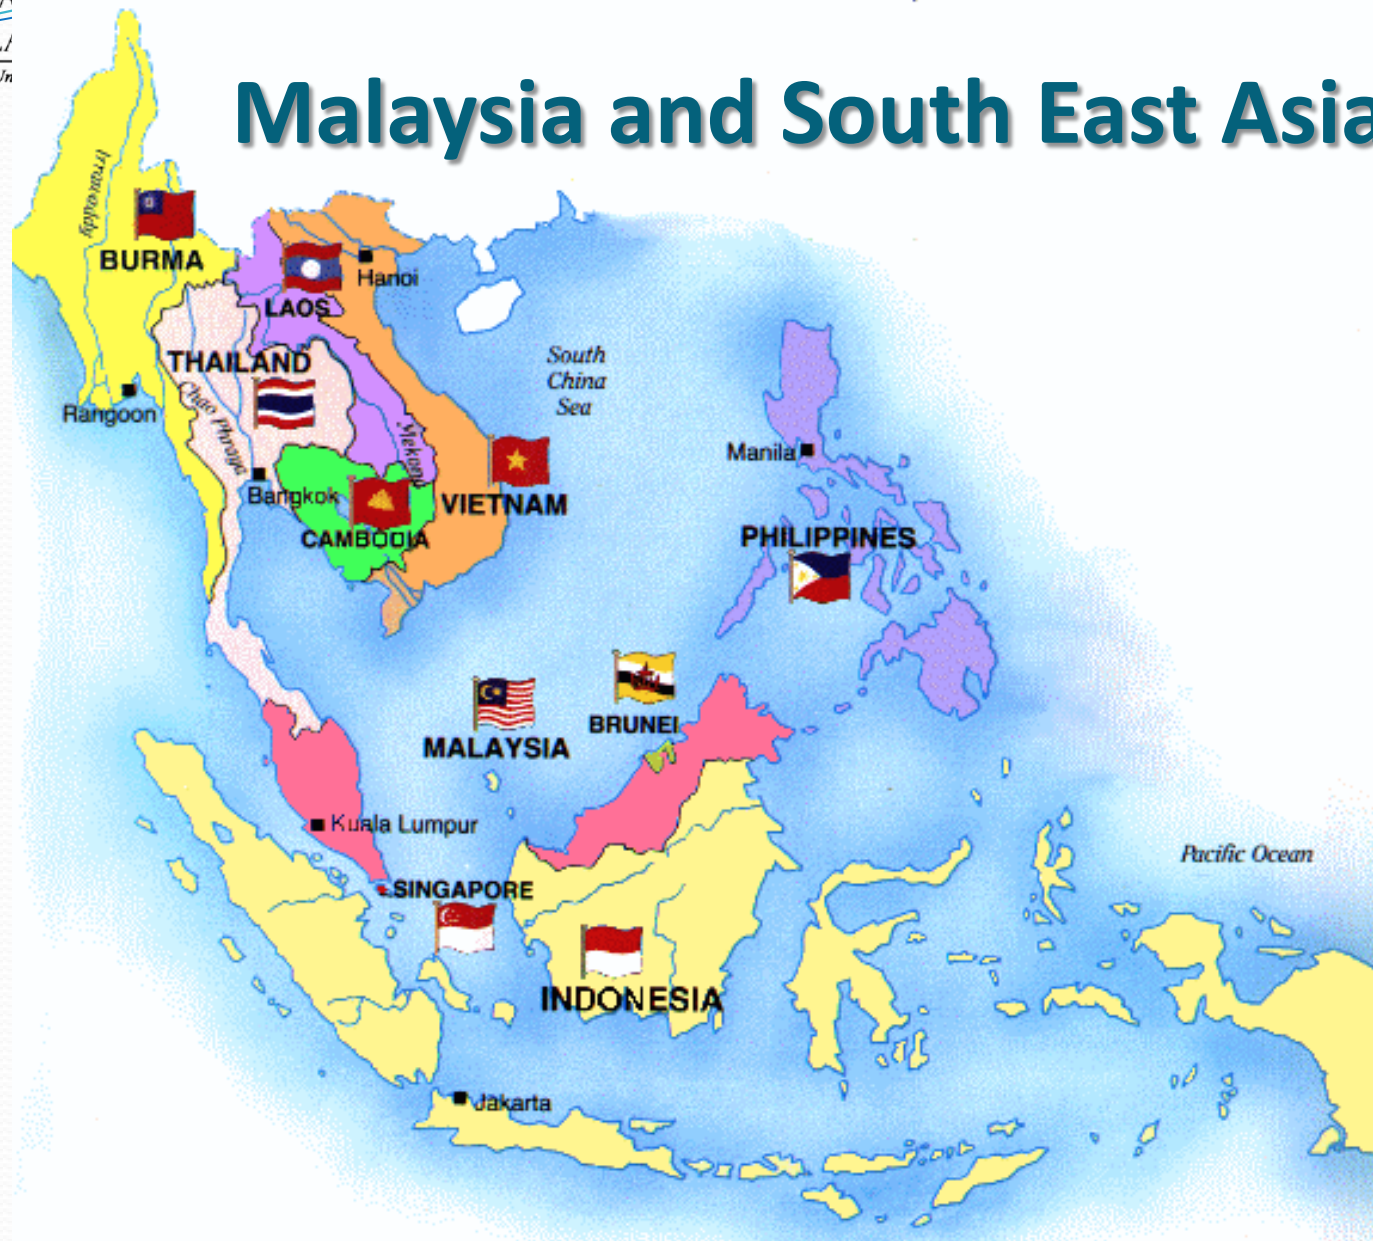 Malaysia and South East Asia
Irrawaddy
BURMA
LAOS
Hanoi
THAILAND
South
China
Sea
Rangoon
Chao Phraya
Mekong
Manila
Bangkok
VIETNAM
CAMBODIA
PHILIPPINES
BRUNEI
MALAYSIA
Kuala Lumpur
Pacific Ocean
SINGAPORE
INDONESIA
Jakarta